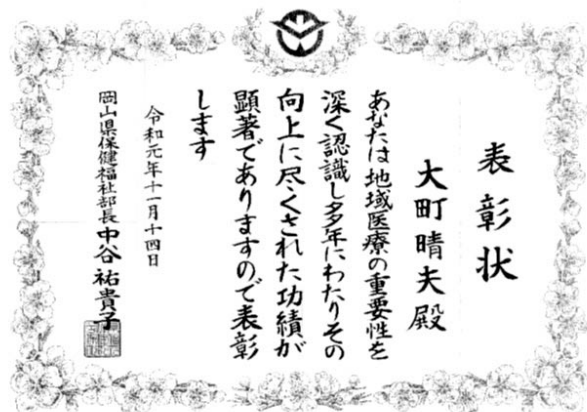 表彰状
大町晴夫殿
あなたは地域医療の重要性を
深く認識し多年にわたりその
向上に尽くされた功績が
顕著でありますので表彰
します
令和元年十一月十四日
岡山県保健福祉部長 中谷祐貴子